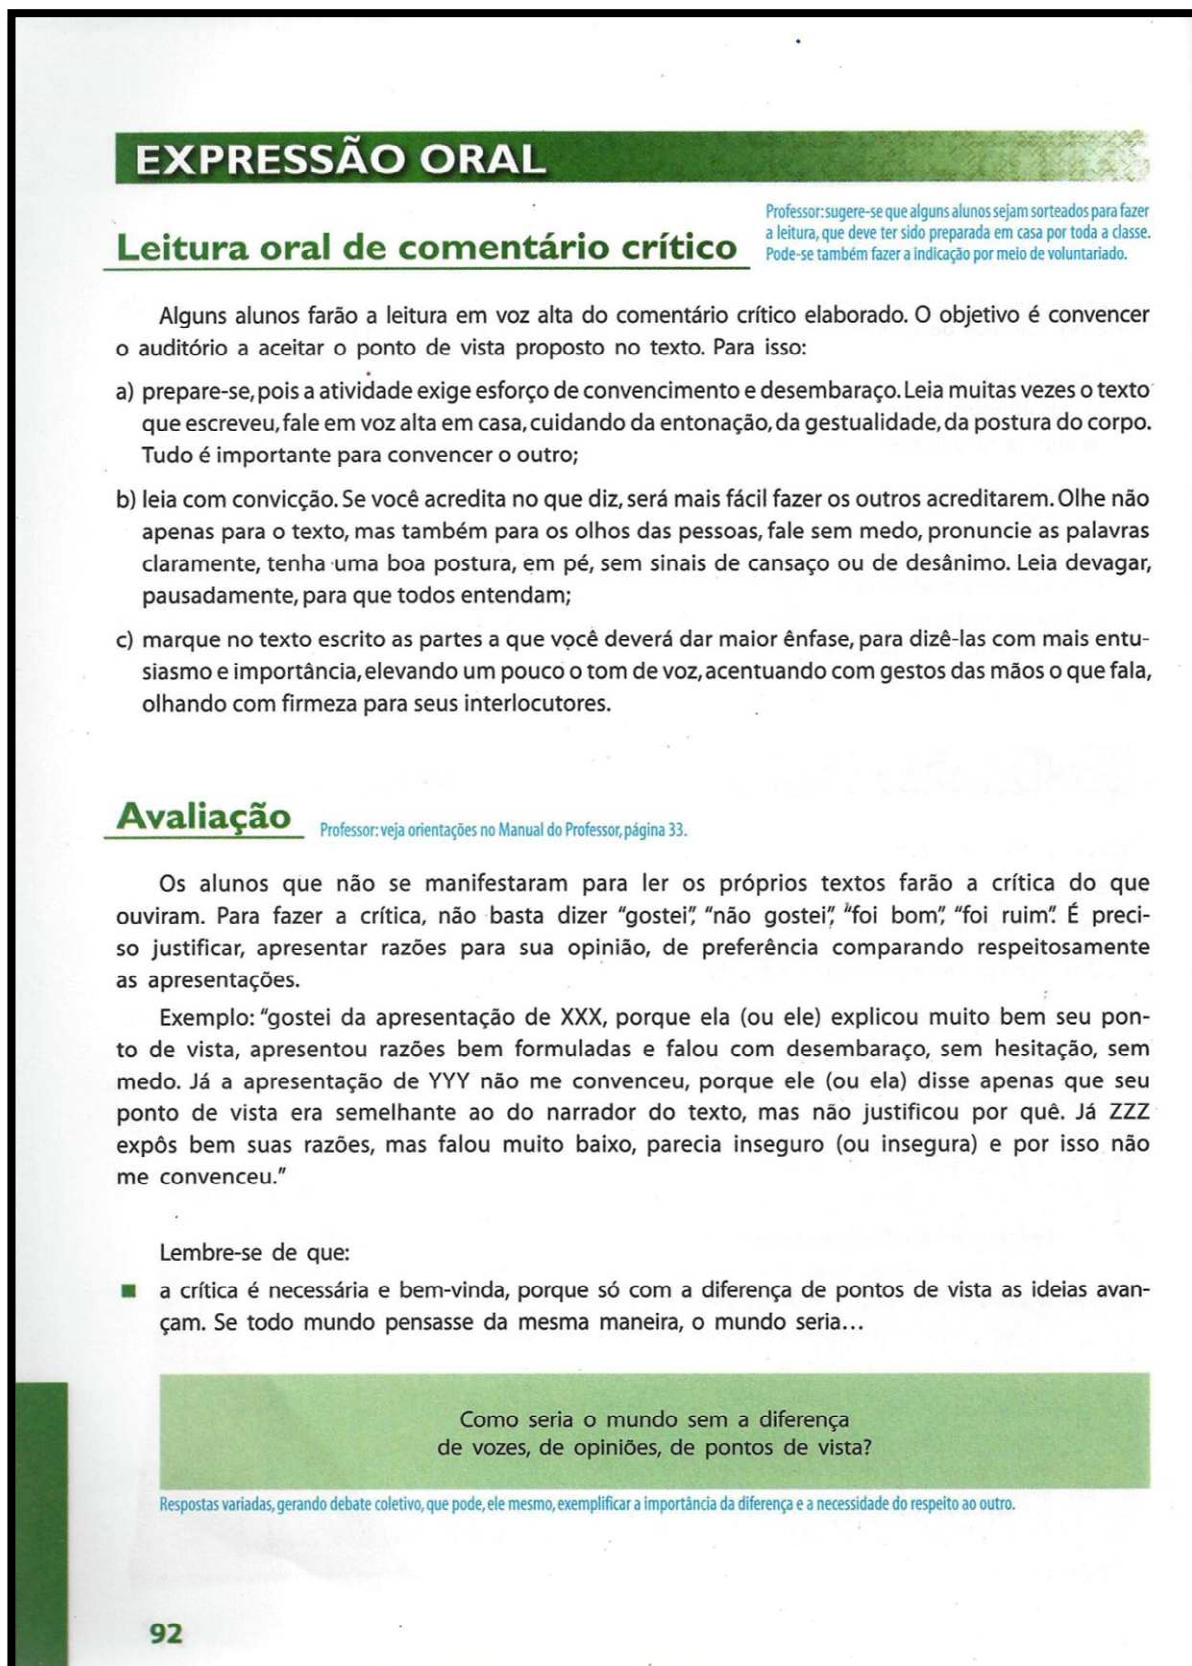 EXPRESSÃO ORAL
Leitura oral de comentário crítico
Professor: sugere-se que alguns alunos sejam sorteados para fazer
a leitura, que deve ter sido preparada em casa por toda a classe.
Pode-se também fazer a indicação por meio de voluntariado.
Alguns alunos farão a leitura em voz alta do comentário crítico elaborado. O objetivo é convencer
o auditório a aceitar o ponto de vista proposto no texto. Para isso:
a) prepare-se, pois a atividade exige esforço de convencimento e desembaraço. Leia muitas vezes o texto
que escreveu, fale em voz alta em casa, cuidando da entonação, da gestualidade, da postura do corpo.
Tudo é importante para convencer o outro;
b) leia com convicção. Se você acredita no que diz, será mais fácil fazer os outros acreditarem. Olhe não
apenas para o texto, mas também para os olhos das pessoas, fale sem medo, pronuncie as palavras
claramente, tenha uma boa postura, em pé, sem sinais de cansaço ou de desânimo. Leia devagar,
pausadamente, para que todos entendam;
c) marque no texto escrito as partes a que você deverá dar maior ênfase, para dizê-las com mais entu-
siasmo e importância, elevando um pouco o tom de voz, acentuando com gestos das mãos o que fala,
olhando com firmeza para seus interlocutores.
Avaliação
Professor: veja orientações no Manual do Professor, página 33.
Os alunos que não se manifestaram para ler os próprios textos farão a crítica do que
ouviram. Para fazer a crítica, não basta dizer "gostei", "não gostei", "foi bom", "foi ruim". É preci-
so justificar, apresentar razões para sua opinião, de preferência comparando respeitosamente
as apresentações.
Exemplo: "gostei da apresentação de XXX, porque ela (ou ele) explicou muito bem seu pon-
to de vista, apresentou razões bem formuladas e falou com desembaraço, sem hesitação, sem
medo. Já a apresentação de YYY não me convenceu, porque ele (ou ela) disse apenas que seu
ponto de vista era semelhante ao do narrador do texto, mas não justificou por quê. Já ZZZ
expôs bem suas razões, mas falou muito baixo, parecia inseguro (ou insegura) e por isso não
me convenceu."
Lembre-se de que:
■ a crítica é necessária e bem-vinda, porque só com a diferença de pontos de vista as ideias avan-
çam. Se todo mundo pensasse da mesma maneira, o mundo seria...
Como seria o mundo sem a diferença
de vozes, de opiniões, de pontos de vista?
Respostas variadas, gerando debate coletivo, que pode, ele mesmo, exemplificar a importância da diferença e a necessidade do respeito ao outro.
92